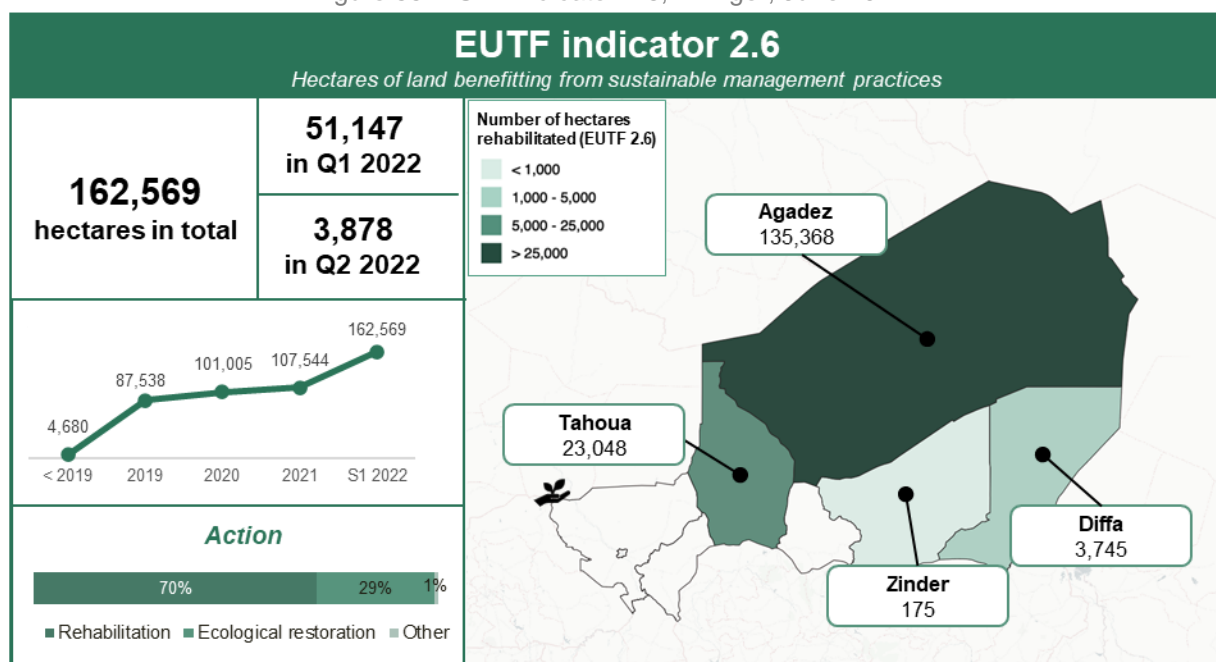 EUTF indicator 2.6
Hectares of land benefitting from sustainable management practices
162,569
hectares in total
51,147
in Q1 2022
3,878
in Q2 2022
4,680
87,538
101,005
107,544
162,569
< 2019
2019
2020
2021
S1 2022
Action
70%
29%
1%
Rehabilitation
Ecological restoration
Other
Number of hectares
rehabilitated (EUTF 2.6)
< 1,000
1,000 - 5,000
5,000 - 25,000
> 25,000
Agadez
135,368
Tahoua
23,048
Diffa
3,745
Zinder
175